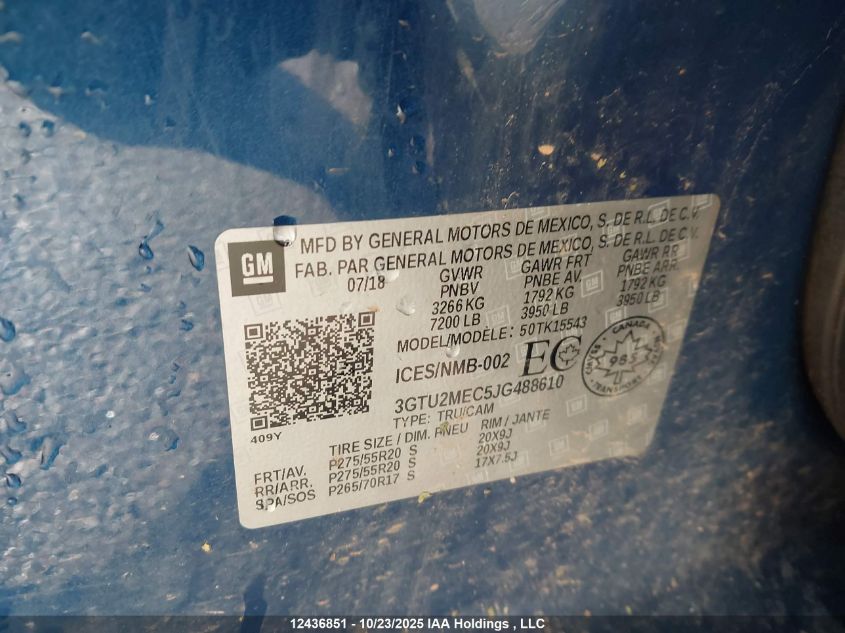 GM
MFD BY GENERAL MOTORS DE MEXICO, S. DE R.L. DE C.V.
FAB. PAR GENERAL MOTORS DE MEXICO, S. DE R.L. DE C.V.
07/18 GVWR GAWR FRT GAWR RR
PNBV PNBE AV. PNBE ARR.
3266 KG 1792 KG 1792 KG
7200 LB 3950 LB 3950 LB
MODEL/MODÈLE: 50TK15543
ICES/NMB-002 EC
CANADA
985
TRANSPORT
3GTU2MEC5JG488610
TYPE: TRU/CAM
409Y
TIRE SIZE / DIM. PNEU RIM / JANTE
FRT/AV. P275/55R20 S 20X9J
RR/ARR. P275/55R20 S 20X9J
SPA/SOS P265/70R17 S 17X7.5J
12436851 - 10/23/2025 IAA Holdings , LLC